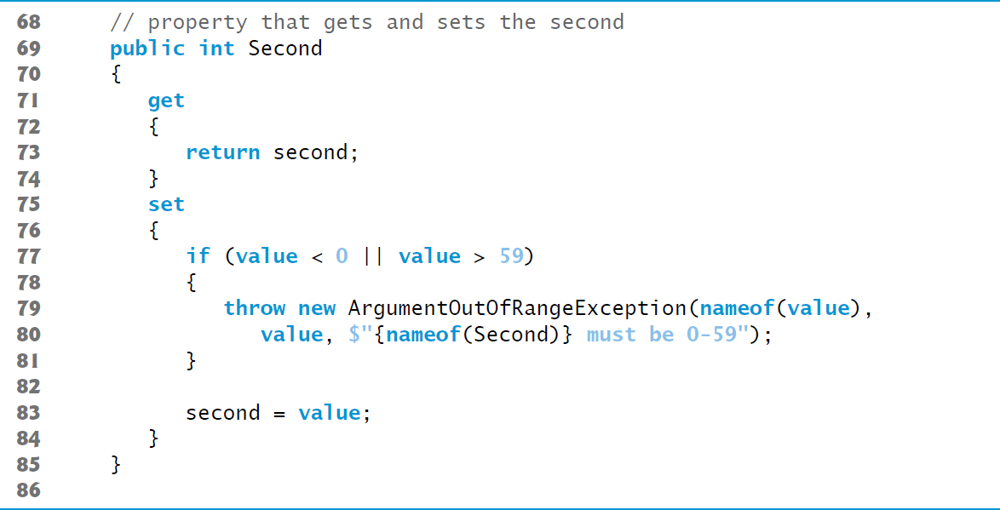 68 // property that gets and sets the second
69 public int Second
70 {
71 get
72 {
73 return second;
74 }
75 set
76 {
77 if (value < 0 || value > 59)
78 {
79 throw new ArgumentOutOfRangeException(nameof(value),
80 value, $"{nameof(Second)} must be 0-59");
81 }
82
83 second = value;
84 }
85 }
86